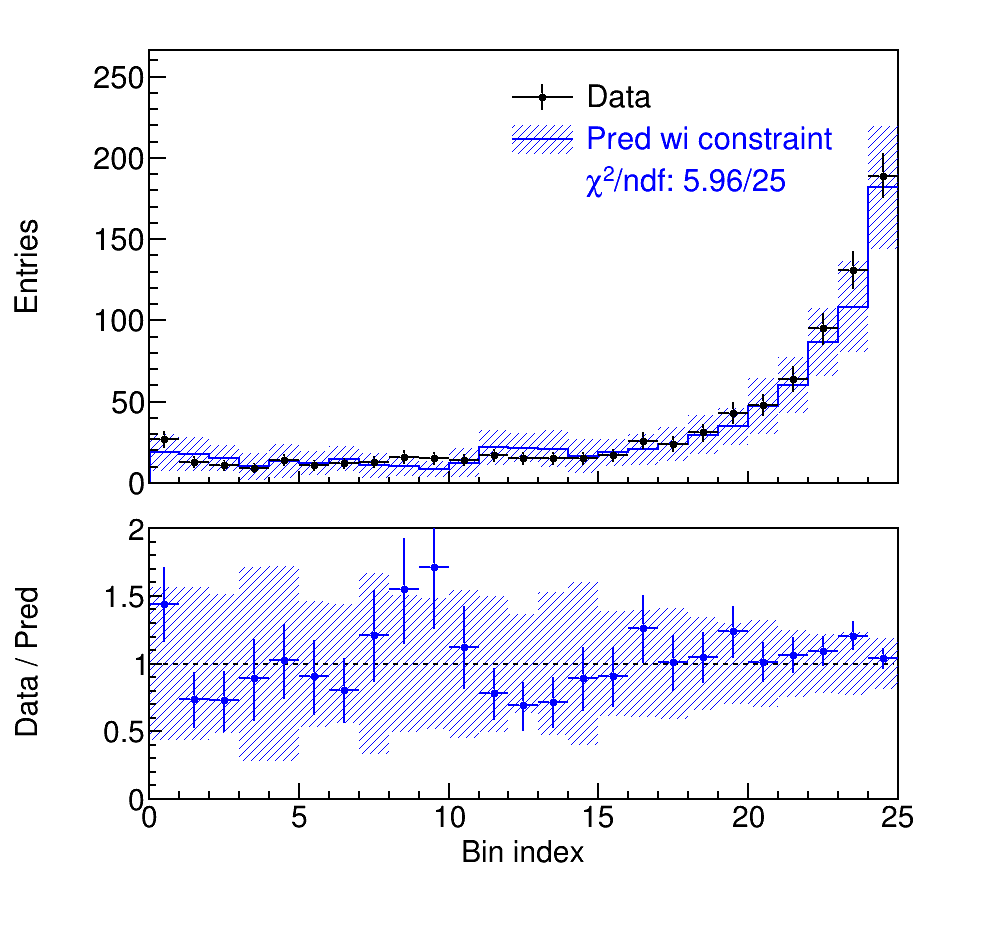 250
200
150
100
50
0
Entries
Data
Pred wi constraint
χ²/ndf: 5.96/25
2
1.5
1
0.5
0
Data / Pred
0 5 10 15 20 25
Bin index